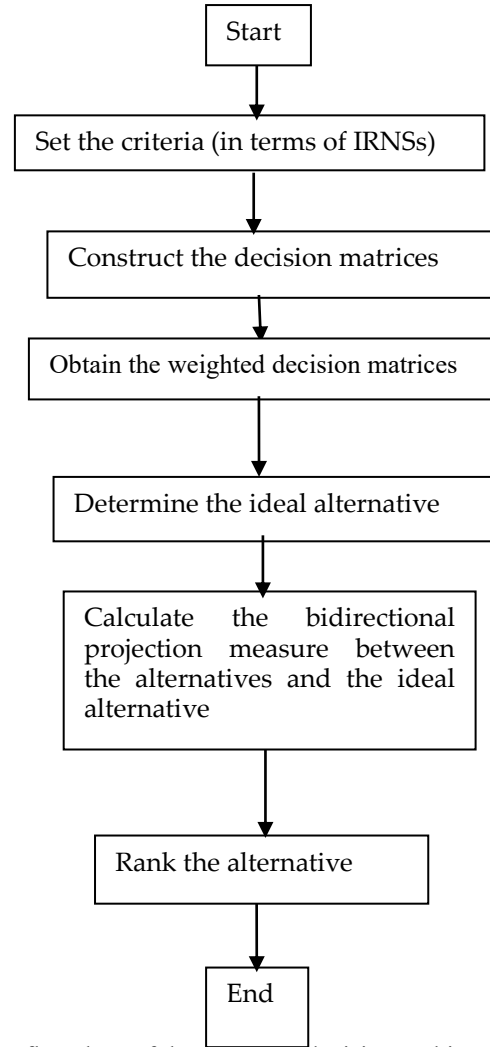 Start
Set the criteria (in terms of IRNSs)
Construct the decision matrices
Obtain the weighted decision matrices
Determine the ideal alternative
Calculate the bidirectional
projection measure between
the alternatives and the ideal
alternative
Rank the alternative
End